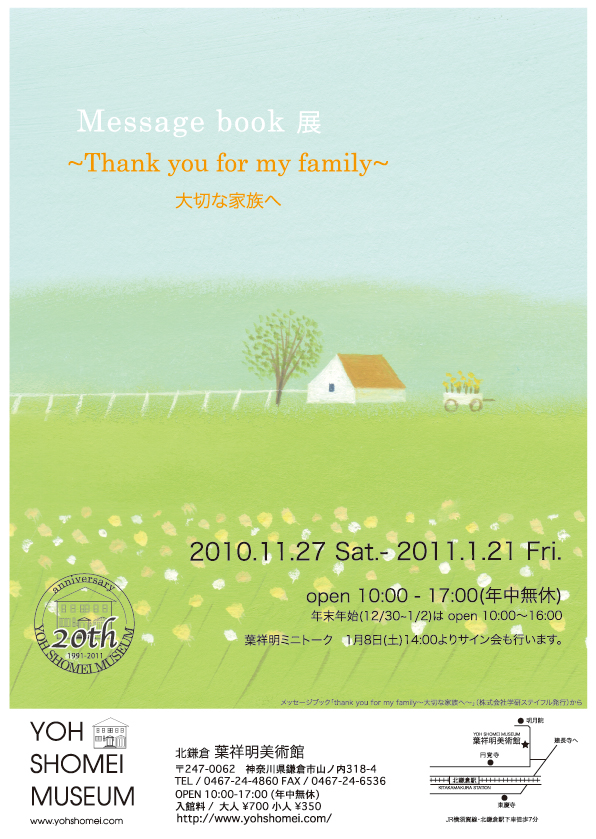 Message book 展
~Thank you for my family~
大切な家族へ
2010.11.27 Sat.- 2011.1.21 Fri.
open 10:00 - 17:00(年中無休)
年末年始(12/30~1/2)は open 10:00〜16:00
葉祥明ミニトーク　1月8日(土)14:00よりサイン会も行います。
anniversary
20th
1991-2011
YOH SHOMEI MUSEUM
メッセージブック「thank you for my family〜大切な家族へ〜」(株式会社学研ステイフル発行)から
YOH
SHOMEI
MUSEUM
www.yohshomei.com
北鎌倉 葉祥明美術館
〒247-0062　神奈川県鎌倉市山ノ内318-4
TEL / 0467-24-4860 FAX / 0467-24-6536
OPEN 10:00-17:00 (年中無休)
入館料 / 大人 ¥700 小人 ¥350
http://www.yohshomei.com/
明月院
YOH SHOMEI MUSEUM
葉祥明美術館
建長寺へ
円覚寺
北鎌倉駅
KITAKAMAKURA STATION
東慶寺
JR横須賀線・北鎌倉駅下車徒歩7分